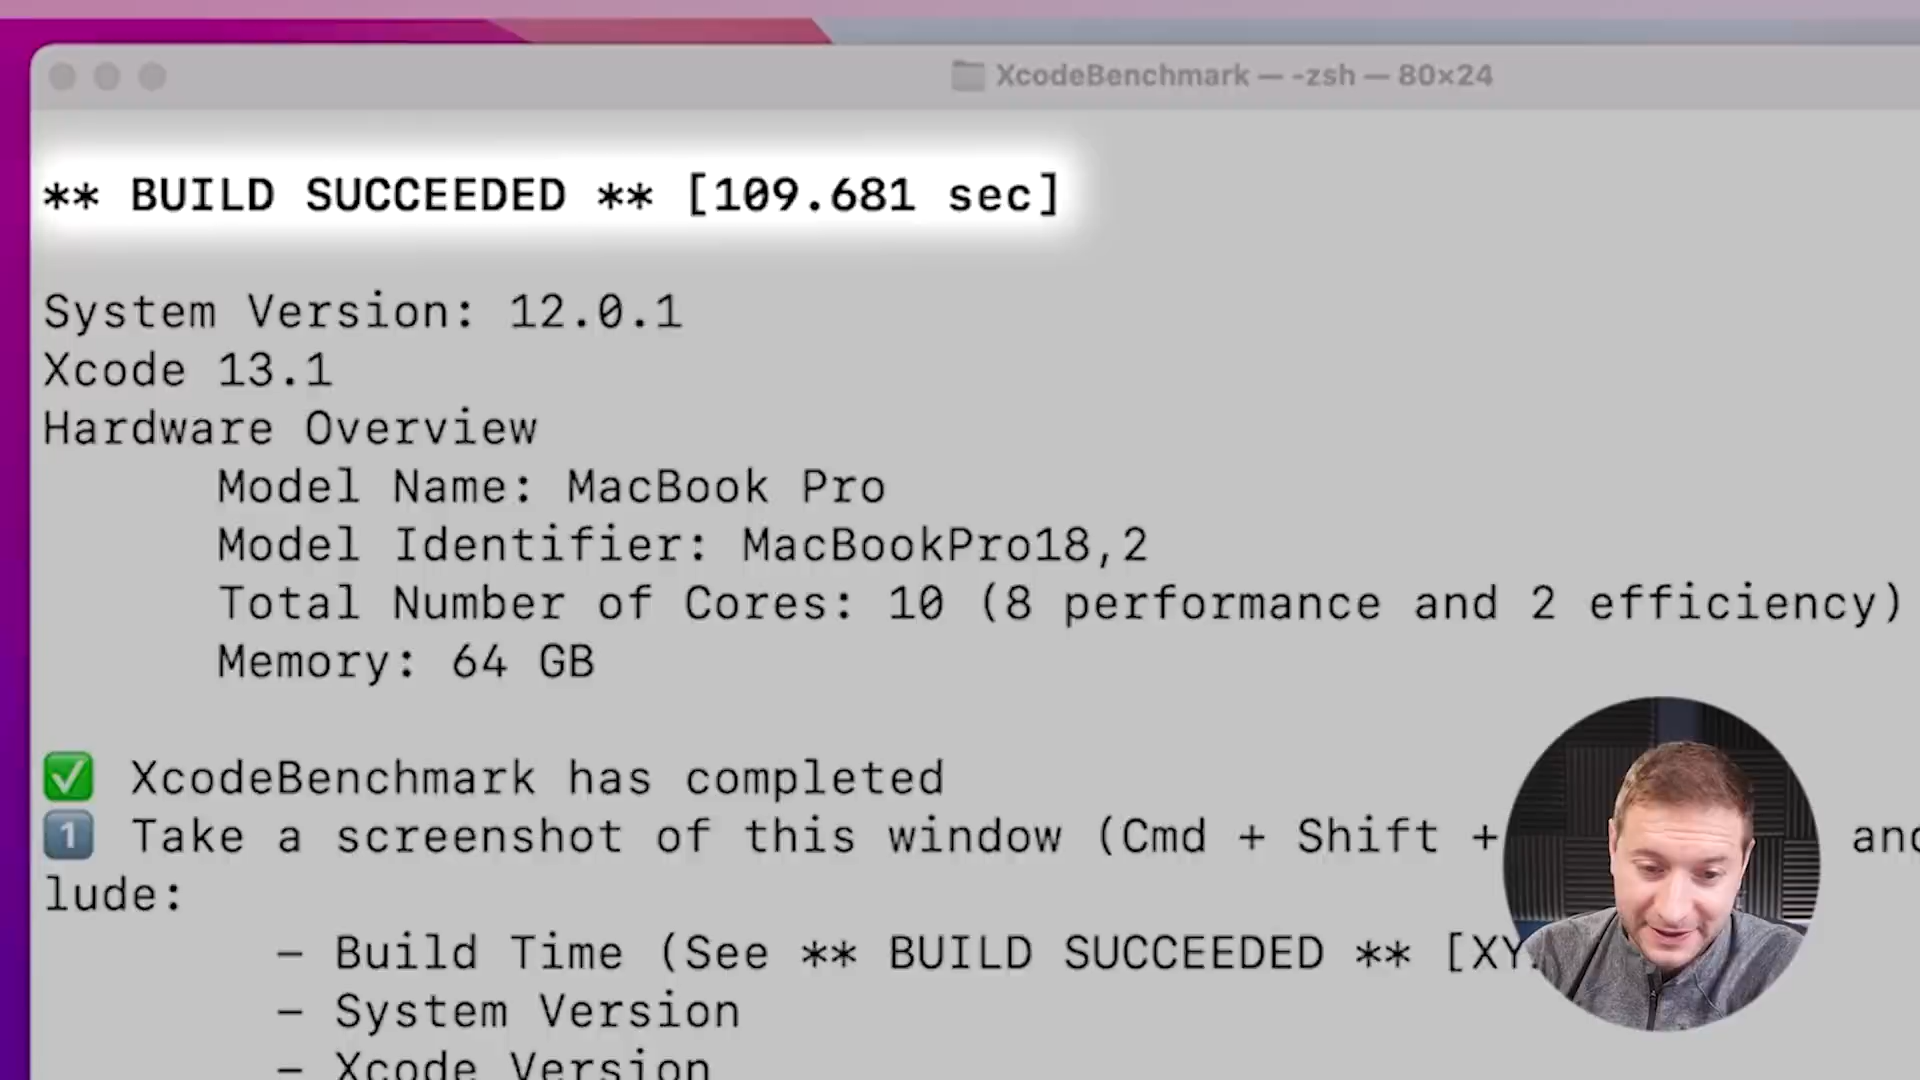 XcodeBenchmark — -zsh — 80×24
** BUILD SUCCEEDED ** [109.681 sec]
System Version: 12.0.1
Xcode 13.1
Hardware Overview
Model Name: MacBook Pro
Model Identifier: MacBookPro18,2
Total Number of Cores: 10 (8 performance and 2 efficiency)
Memory: 64 GB
✅ XcodeBenchmark has completed
1️⃣ Take a screenshot of this window (Cmd + Shift +
lude:
– Build Time (See ** BUILD SUCCEEDED ** [XY
– System Version
– Xcode Version